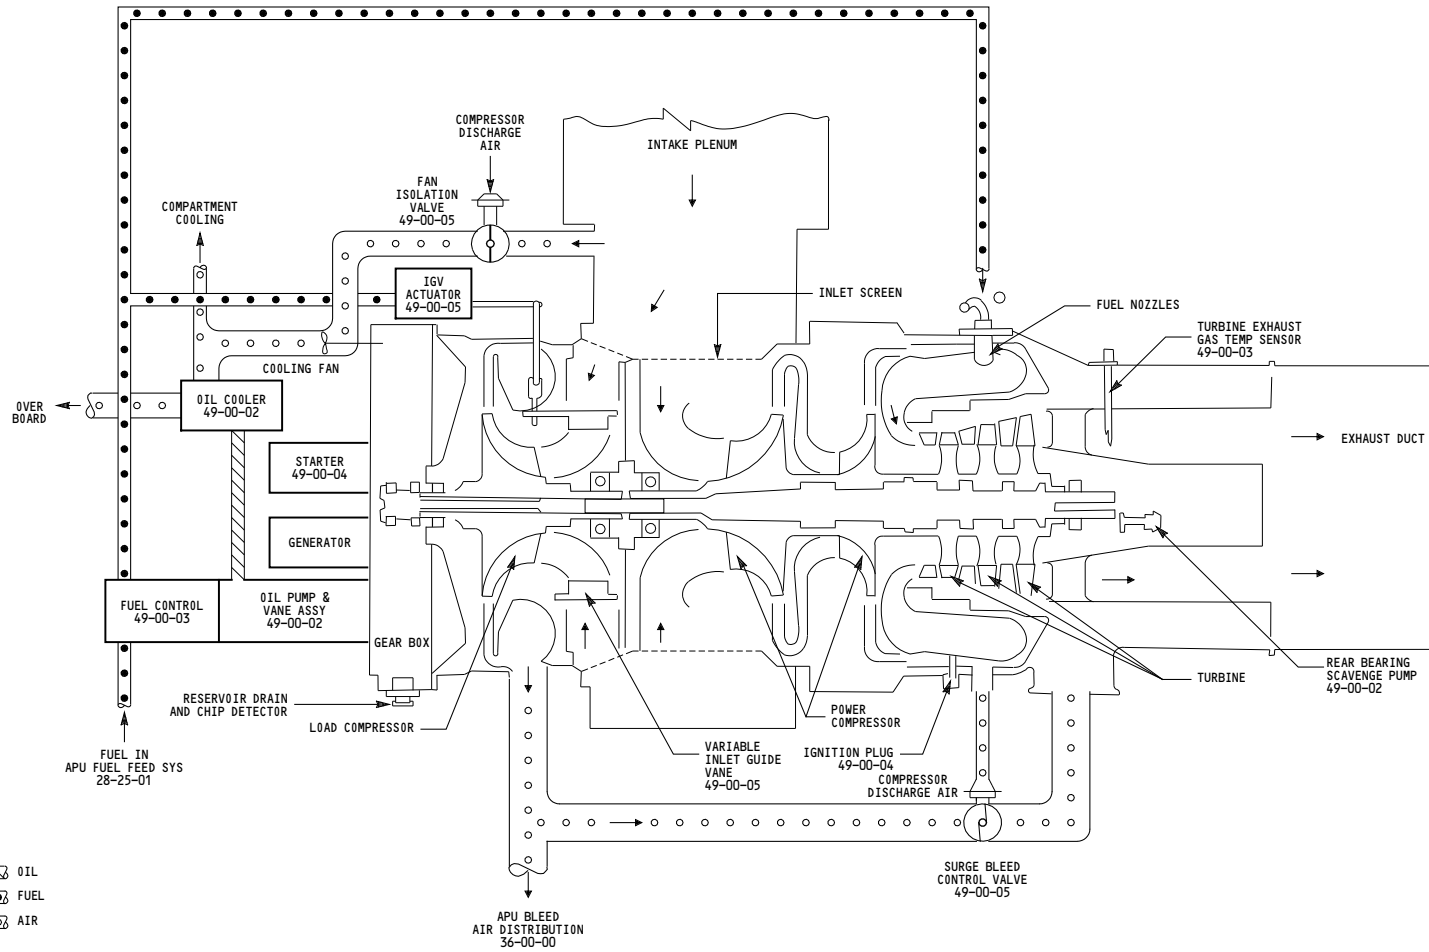 COMPRESSOR
DISCHARGE
AIR
INTAKE PLENUM
FAN
ISOLATION
VALVE
49-00-05
COMPARTMENT
COOLING
IGV
ACTUATOR
49-00-05
INLET SCREEN
FUEL NOZZLES
TURBINE EXHAUST
GAS TEMP SENSOR
49-00-03
COOLING FAN
OVER
BOARD
OIL COOLER
49-00-02
EXHAUST DUCT
STARTER
49-00-04
GENERATOR
FUEL CONTROL
49-00-03
OIL PUMP &
VANE ASSY
49-00-02
GEAR BOX
REAR BEARING
SCAVENGE PUMP
49-00-02
TURBINE
RESERVOIR DRAIN
AND CHIP DETECTOR
LOAD COMPRESSOR
POWER
COMPRESSOR
VARIABLE
INLET GUIDE
VANE
49-00-05
IGNITION PLUG
49-00-04
FUEL IN
APU FUEL FEED SYS
28-25-01
COMPRESSOR
DISCHARGE AIR
SURGE BLEED
CONTROL VALVE
49-00-05
OIL
FUEL
AIR
APU BLEED
AIR DISTRIBUTION
36-00-00